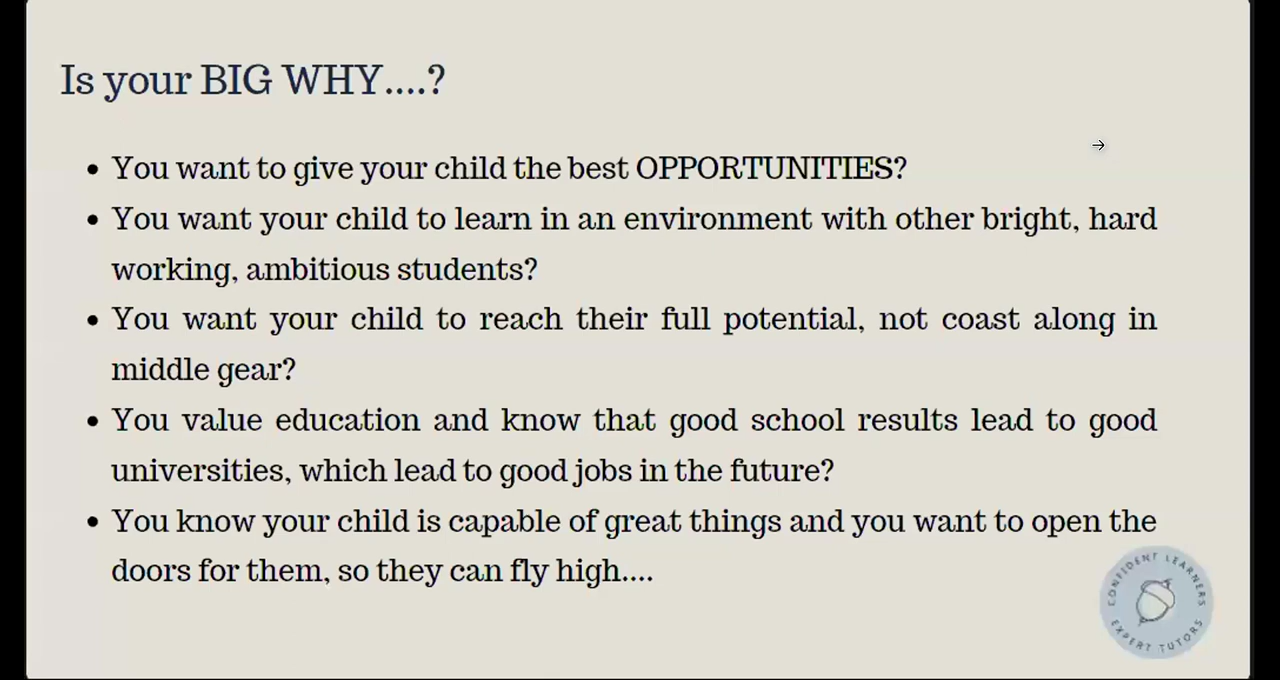 Is your BIG WHY....?
• You want to give your child the best OPPORTUNITIES?
• You want your child to learn in an environment with other bright, hard
working, ambitious students?
• You want your child to reach their full potential, not coast along in
middle gear?
• You value education and know that good school results lead to good
universities, which lead to good jobs in the future?
• You know your child is capable of great things and you want to open the
doors for them, so they can fly high....
CONFIDENT LEARNERS
EXPERT TUTORS